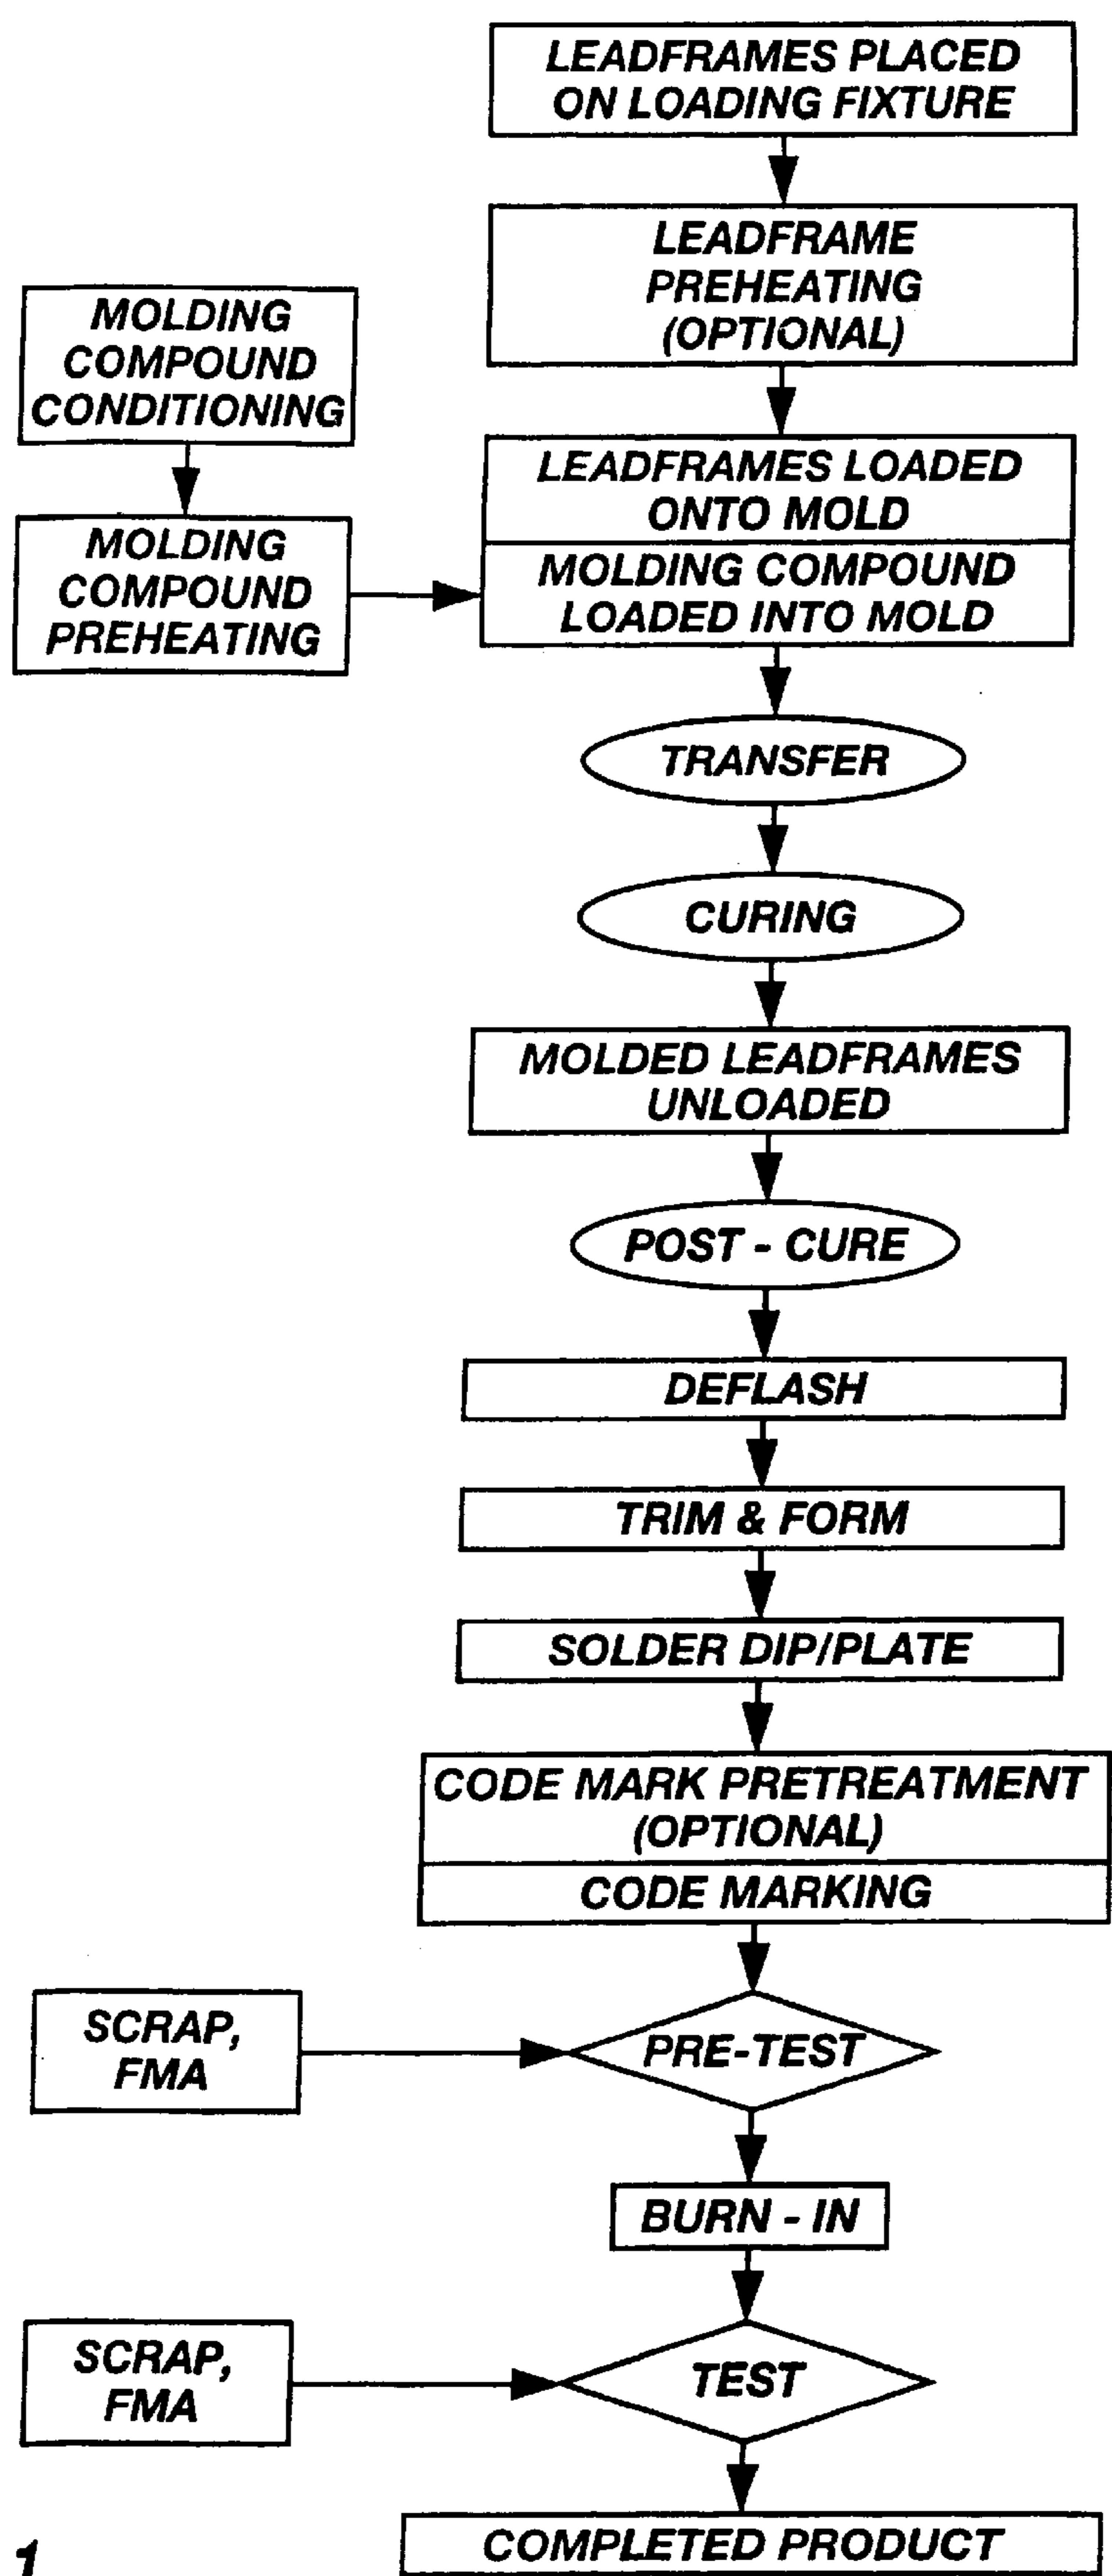 LEADFRAMES PLACED
ON LOADING FIXTURE
LEADFRAME
PREHEATING
(OPTIONAL)
MOLDING
COMPOUND
CONDITIONING
LEADFRAMES LOADED
ONTO MOLD
MOLDING
COMPOUND
PREHEATING
MOLDING COMPOUND
LOADED INTO MOLD
TRANSFER
CURING
MOLDED LEADFRAMES
UNLOADED
POST - CURE
DEFLASH
TRIM & FORM
SOLDER DIP/PLATE
CODE MARK PRETREATMENT
(OPTIONAL)
CODE MARKING
SCRAP,
FMA
PRE-TEST
BURN - IN
SCRAP,
FMA
TEST
COMPLETED PRODUCT
1